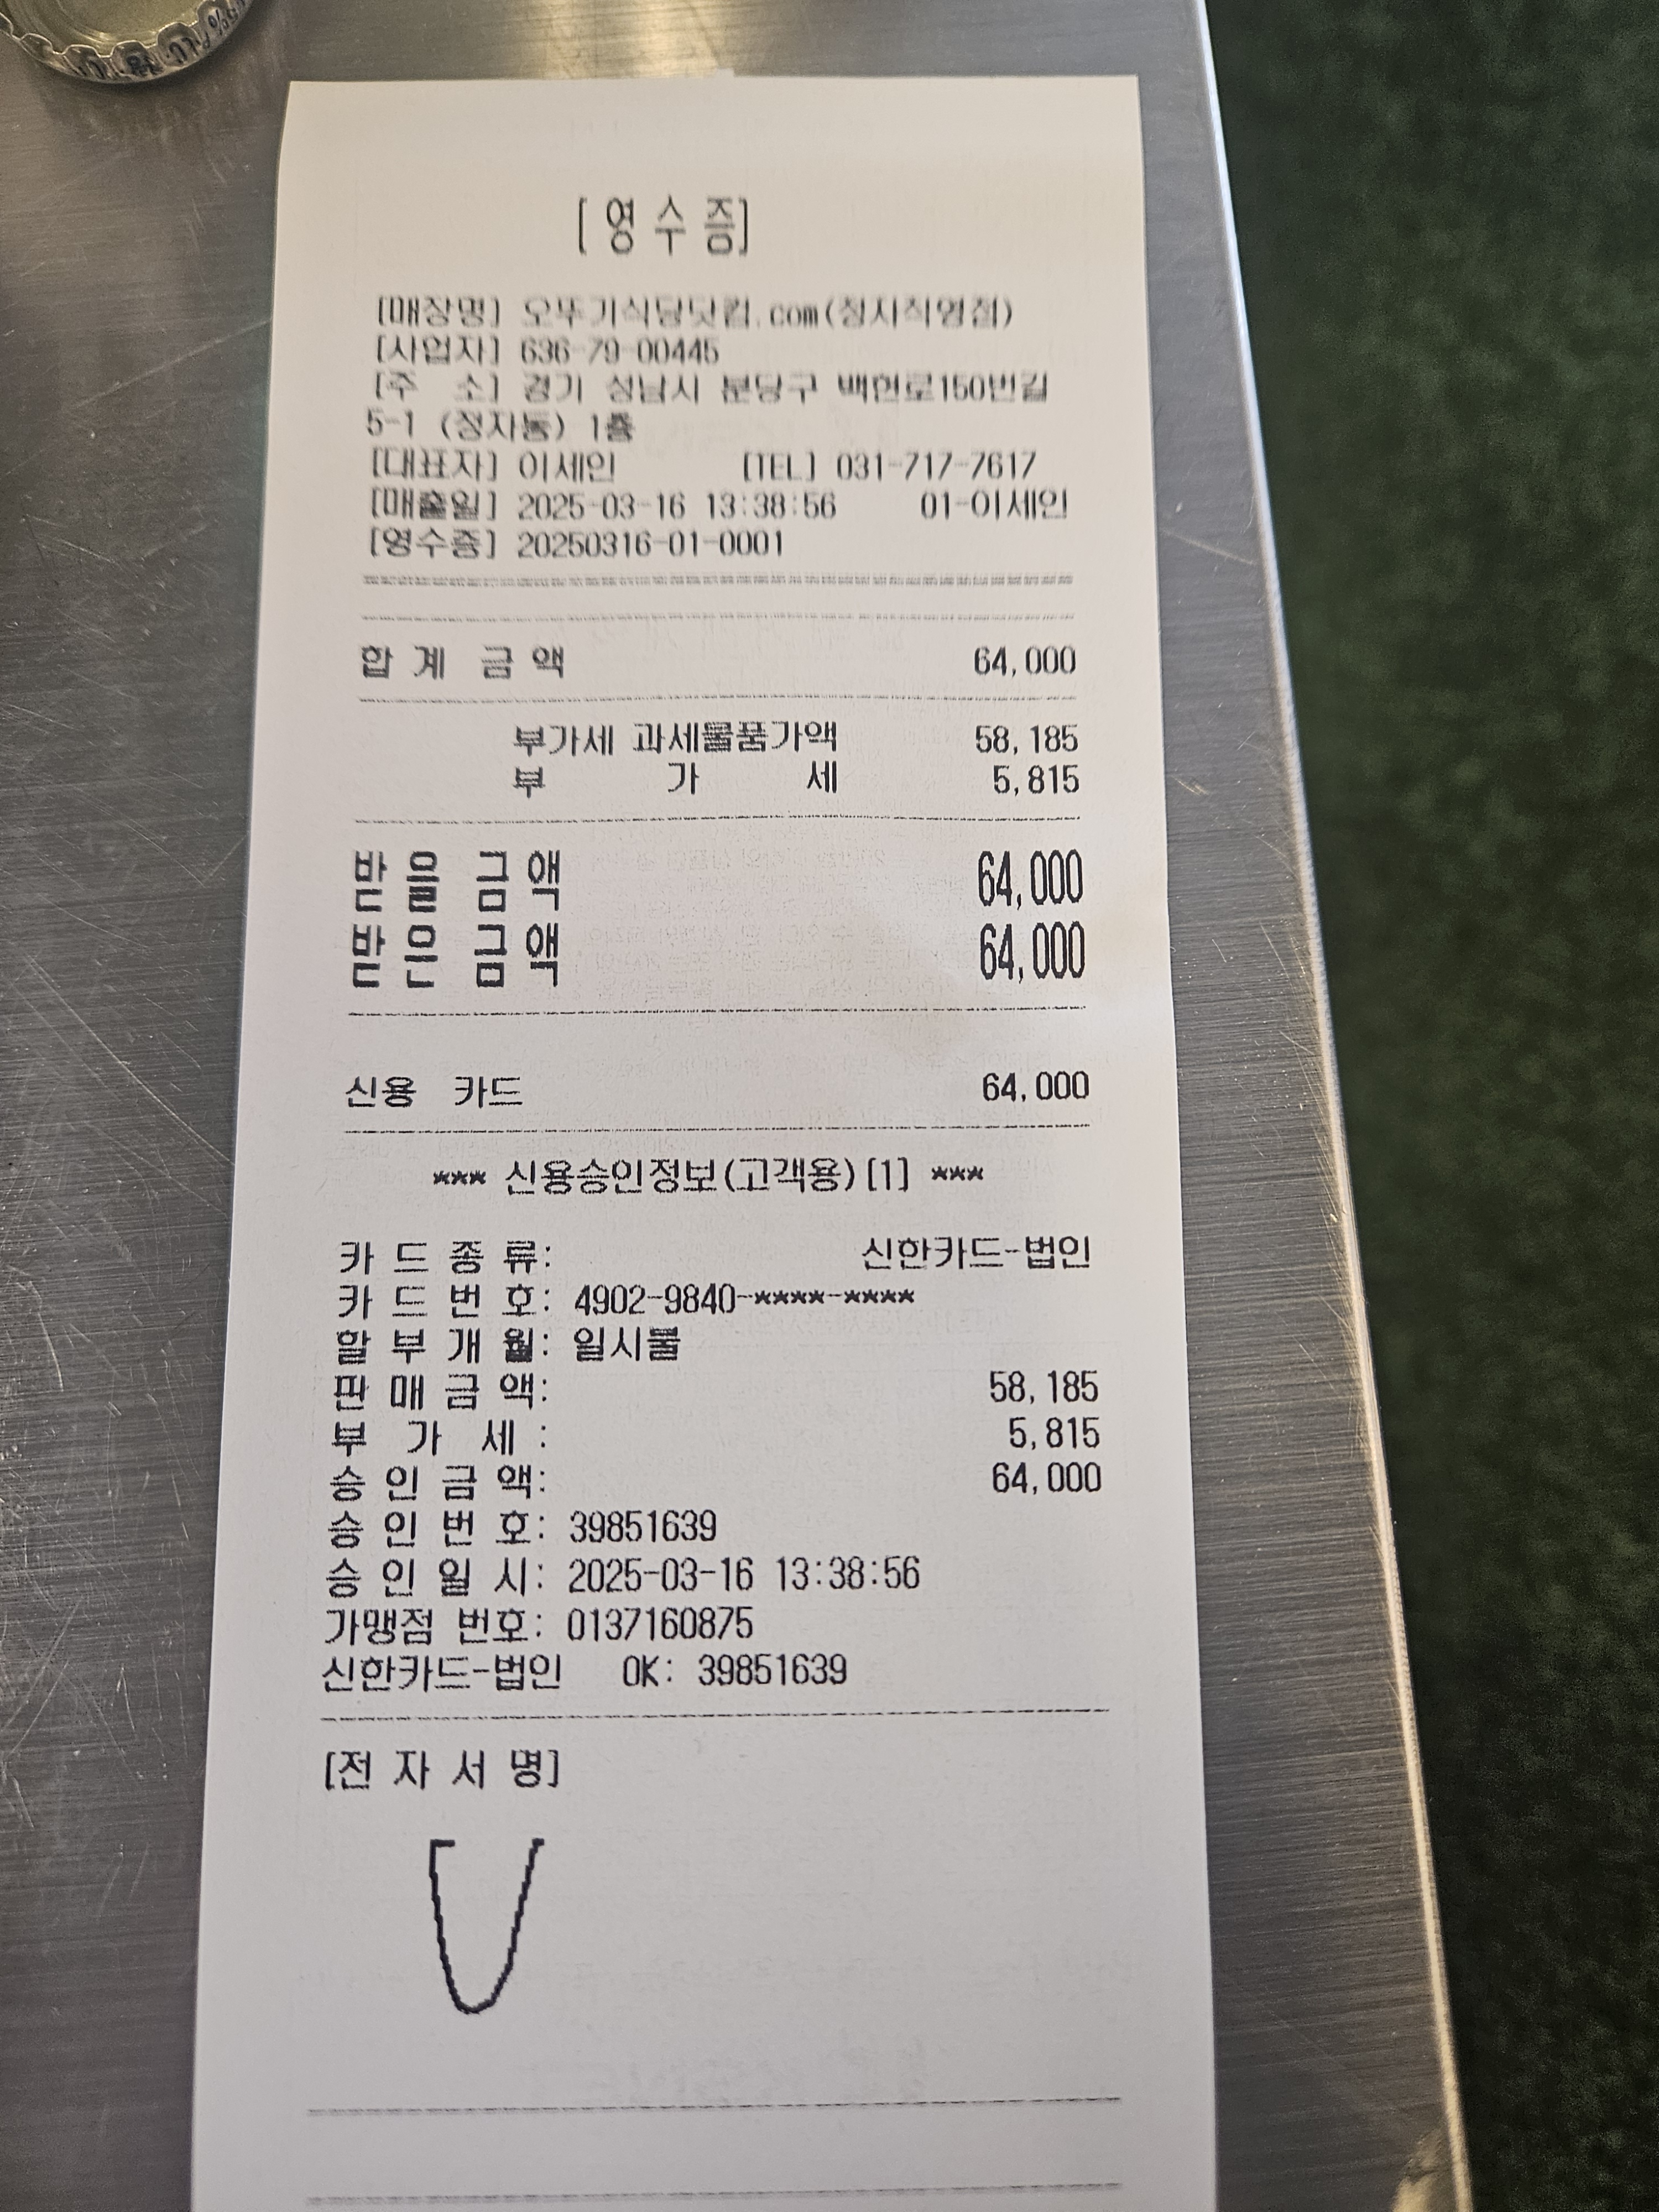 [ 영 수 증]
[매장명] 오뚜기식당닷컴.com(정자직영점)
[사업자] 636-79-00445
[주 소] 경기 성남시 분당구 백현로150번길
5-1 (정자동) 1층
[대표자] 이세인 [TEL] 031-717-7617
[매출일] 2025-03-16 13:38:56 01-이세인
[영수증] 20250316-01-0001
합 계 금 액 64,000
부가세 과세물품가액 58,185
부 가 세 5,815
받 을 금 액 64,000
받 은 금 액 64,000
신용 카드 64,000
*** 신용승인정보(고객용)[1] ***
카 드 종 류: 신한카드-법인
카 드 번 호: 4902-9840-****-****
할 부 개 월: 일시불
판 매 금 액: 58,185
부 가 세 : 5,815
승 인 금 액: 64,000
승 인 번 호: 39851639
승 인 일 시: 2025-03-16 13:38:56
가맹점 번호: 0137160875
신한카드-법인 OK: 39851639
[전 자 서 명]